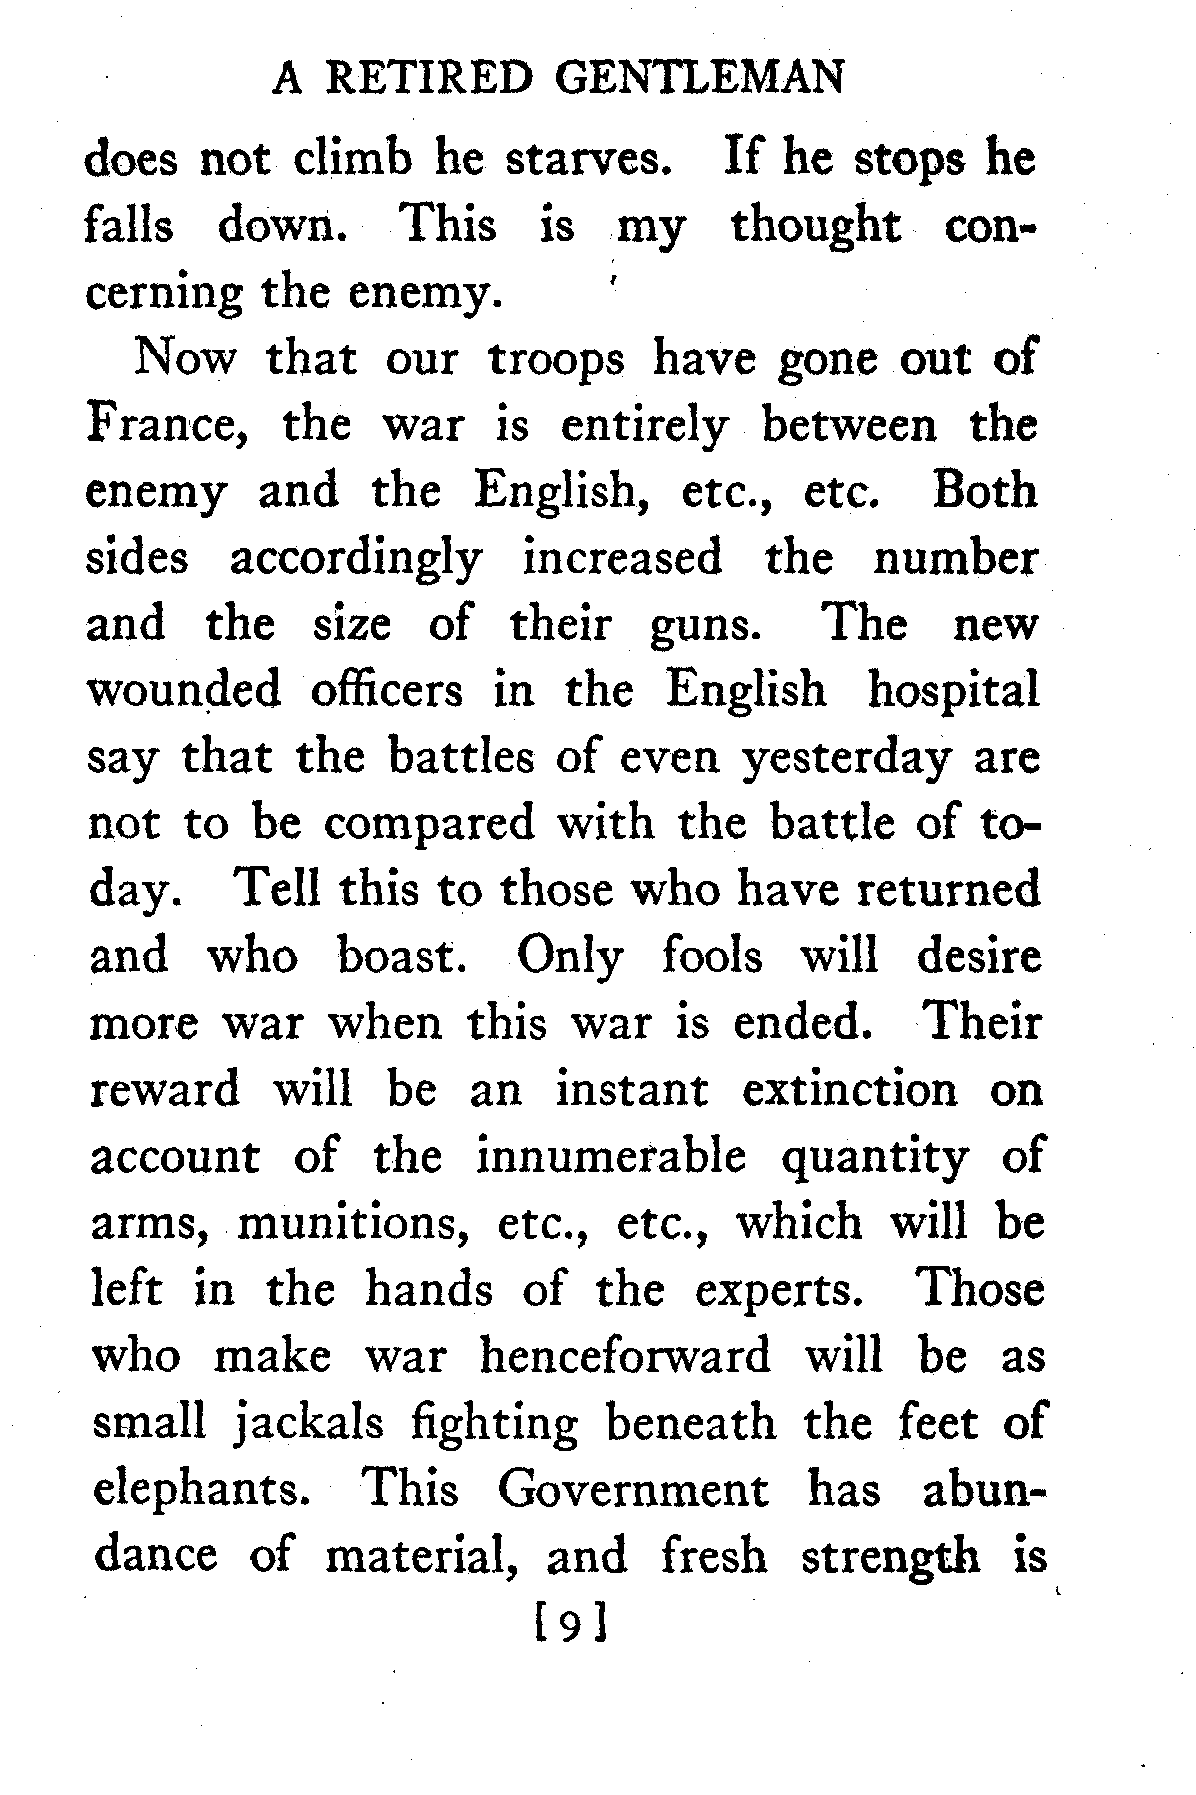 A RETIRED GENTLEMAN
does not climb he starves. If he stops he
falls down. This is my thought con-
cerning the enemy.
Now that our troops have gone out of
France, the war is entirely between the
enemy and the English, etc., etc. Both
sides accordingly increased the number
and the size of their guns. The new
wounded officers in the English hospital
say that the battles of even yesterday are
not to be compared with the battle of to-
day. Tell this to those who have returned
and who boast. Only fools will desire
more war when this war is ended. Their
reward will be an instant extinction on
account of the innumerable quantity of
arms, munitions, etc., etc., which will be
left in the hands of the experts. Those
who make war henceforward will be as
small jackals fighting beneath the feet of
elephants. This Government has abun-
dance of material, and fresh strength is
[9]